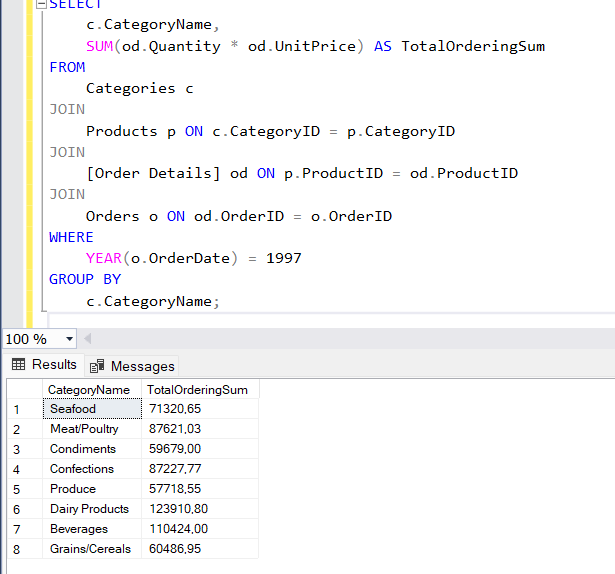 SELECT
c.CategoryName,
SUM(od.Quantity * od.UnitPrice) AS TotalOrderingSum
FROM
Categories c
JOIN
Products p ON c.CategoryID = p.CategoryID
JOIN
[Order Details] od ON p.ProductID = od.ProductID
JOIN
Orders o ON od.OrderID = o.OrderID
WHERE
YEAR(o.OrderDate) = 1997
GROUP BY
c.CategoryName;
100 %
Results Messages
CategoryName TotalOrderingSum
1 Seafood 71320,65
2 Meat/Poultry 87621,03
3 Condiments 59679,00
4 Confections 87227,77
5 Produce 57718,55
6 Dairy Products 123910,80
7 Beverages 110424,00
8 Grains/Cereals 60486,95